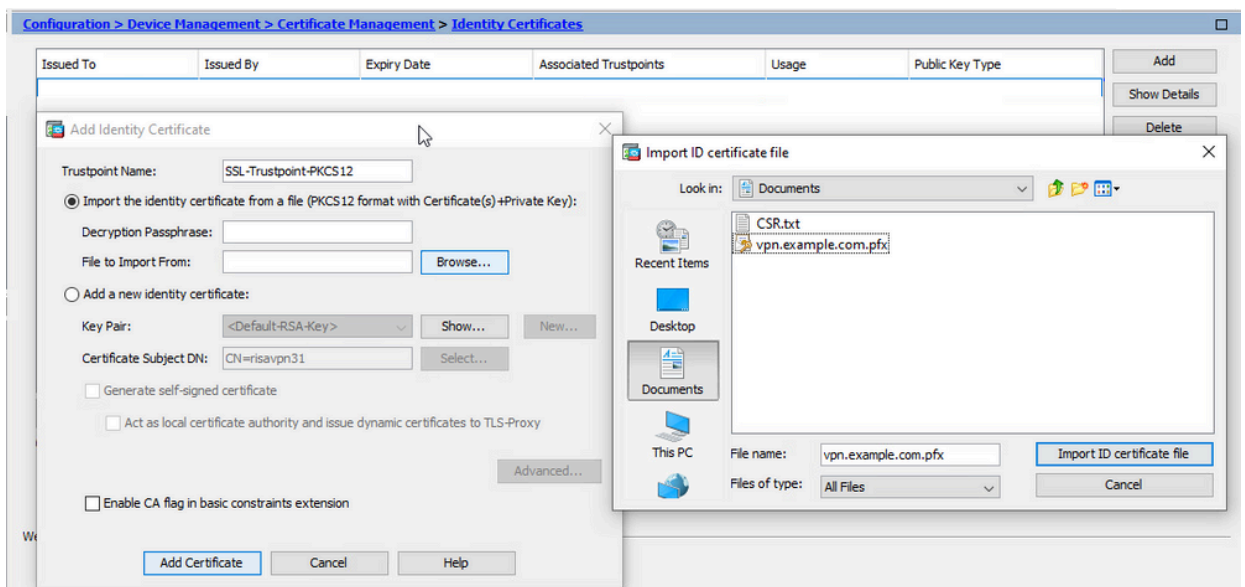 Configuration > Device Management > Certificate Management > Identity Certificates
Issued To Issued By Expiry Date Associated Trustpoints Usage Public Key Type
Add
Show Details
Delete
Add Identity Certificate
Trustpoint Name: SSL-Trustpoint-PKCS12
Import the identity certificate from a file (PKCS12 format with Certificate(s)+Private Key):
Decryption Passphrase:
File to Import From: Browse...
Add a new identity certificate:
Key Pair: <Default-RSA-Key> Show... New...
Certificate Subject DN: CN=risavpn31 Select...
Generate self-signed certificate
Act as local certificate authority and issue dynamic certificates to TLS-Proxy
Advanced...
Enable CA flag in basic constraints extension
Add Certificate Cancel Help
Import ID certificate file
Look in: Documents
Recent Items
Desktop
Documents
This PC
CSR.txt
vpn.example.com.pfx
File name: vpn.example.com.pfx Import ID certificate file
Files of type: All Files Cancel